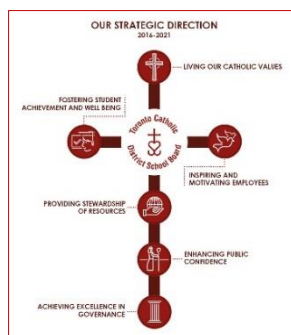 OUR STRATEGIC DIRECTION
2016-2021
LIVING OUR CATHOLIC VALUES
FOSTERING STUDENT
ACHIEVEMENT AND WELL BEING
Toronto Catholic
District School Board
INSPIRING AND
MOTIVATING EMPLOYEES
PROVIDING STEWARDSHIP
OF RESOURCES
ENHANCING PUBLIC
CONFIDENCE
ACHIEVING EXCELLENCE IN
GOVERNANCE